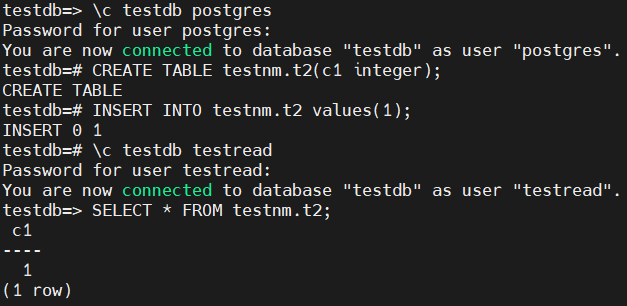 testdb=> \c testdb postgres
Password for user postgres:
You are now connected to database "testdb" as user "postgres".
testdb=# CREATE TABLE testnm.t2(c1 integer);
CREATE TABLE
testdb=# INSERT INTO testnm.t2 values(1);
INSERT 0 1
testdb=# \c testdb testread
Password for user testread:
You are now connected to database "testdb" as user "testread".
testdb=> SELECT * FROM testnm.t2;
 c1
----
  1
(1 row)